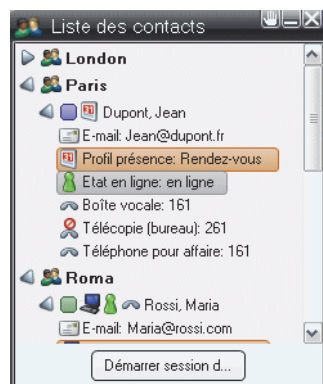 Liste des contacts
London
Paris
Dupont, Jean
E-mail: Jean@dupont.fr
Profil présence: Rendez-vous
Etat en ligne: en ligne
Boîte vocale: 161
Télécopie (bureau): 261
Téléphone pour affaire: 161
Roma
Rossi, Maria
E-mail: Maria@rossi.com
Démarrer session d...